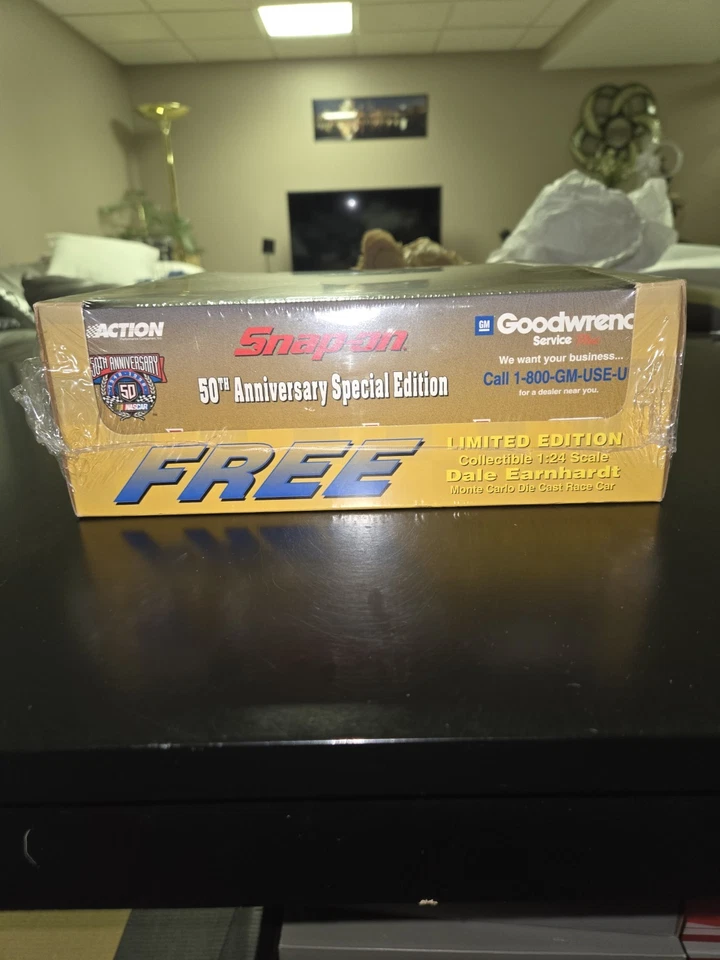 ACTION
50TH ANNIVERSARY
50
NASCAR
Snap-on
50TH Anniversary Special Edition
GM Goodwrenc
Service Plus
We want your business...
Call 1-800-GM-USE-U
for a dealer near you.
FREE
LIMITED EDITION
Collectible 1:24 Scale
Dale Earnhardt
Monte Carlo Die Cast Race Car